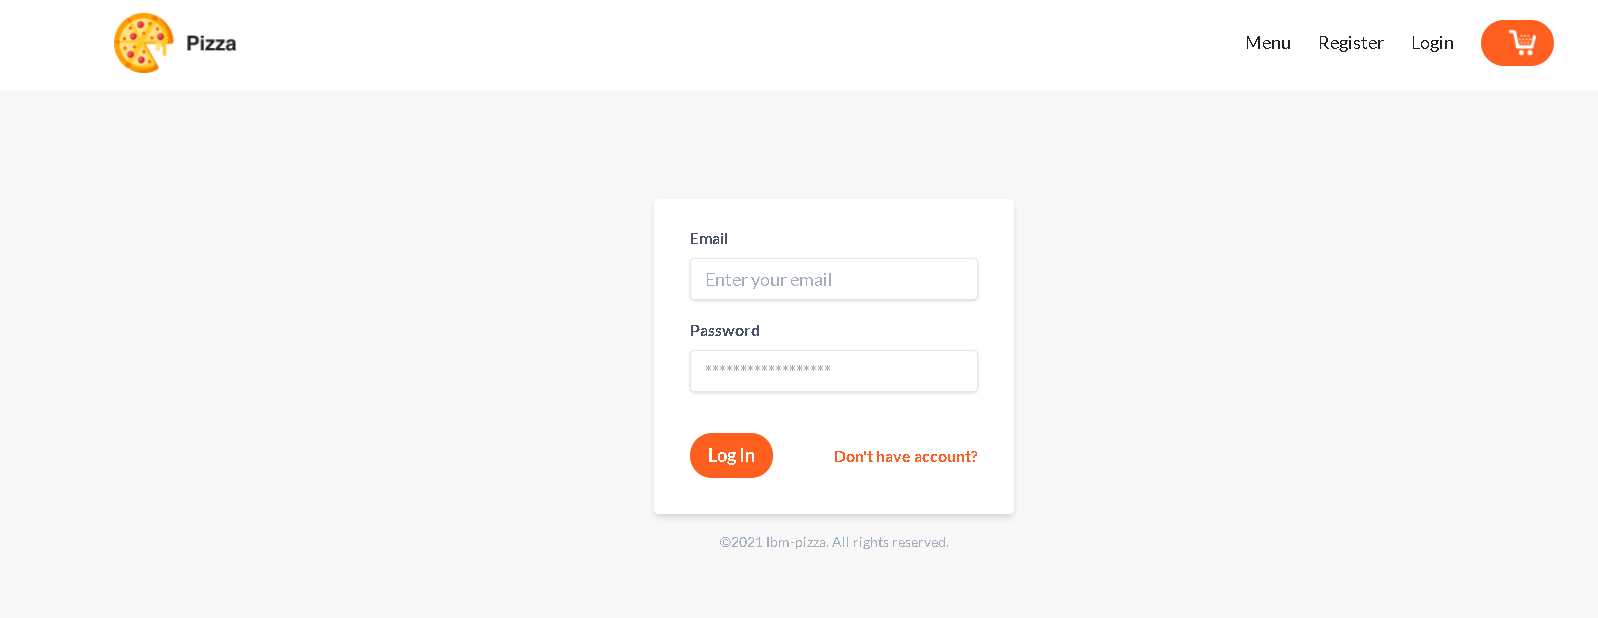 Pizza
Menu Register Login
Email
Enter your email
Password
******************
Log In Don't have account?
©2021 lbm-pizza. All rights reserved.